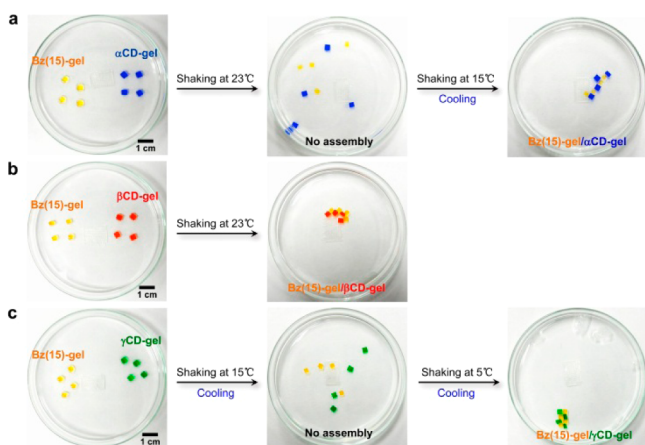 a
Bz(15)-gel
αCD-gel
1 cm
Shaking at 23℃
No assembly
Shaking at 15℃
Cooling
Bz(15)-gel/αCD-gel
b
Bz(15)-gel
βCD-gel
1 cm
Shaking at 23℃
Bz(15)-gel/βCD-gel
c
Bz(15)-gel
γCD-gel
1 cm
Shaking at 15℃
Cooling
No assembly
Shaking at 5℃
Cooling
Bz(15)-gel/γCD-gel